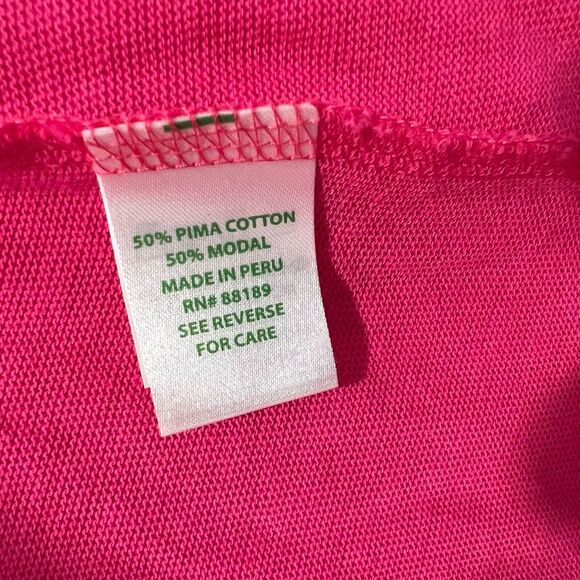 50% PIMA COTTON
50% MODAL
MADE IN PERU
RN# 88189
SEE REVERSE
FOR CARE